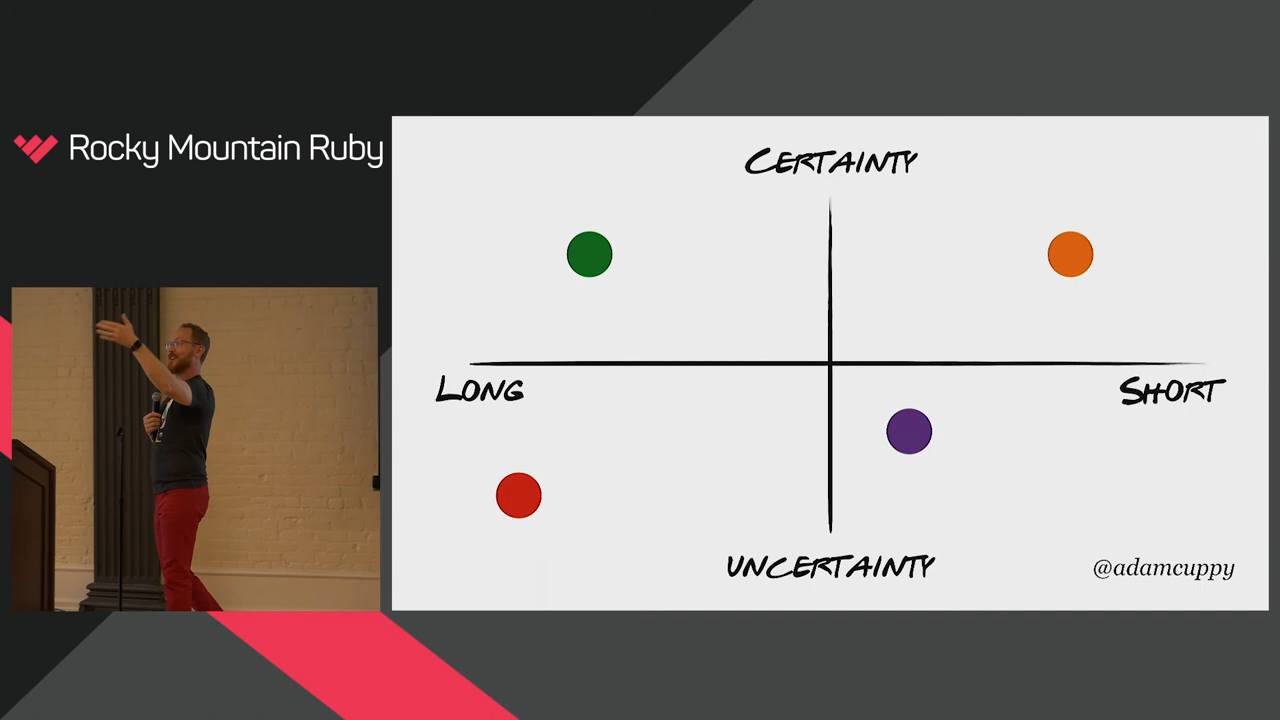 Rocky Mountain Ruby
CERTAINTY
LONG
SHORT
UNCERTAINTY
@adamcuppy